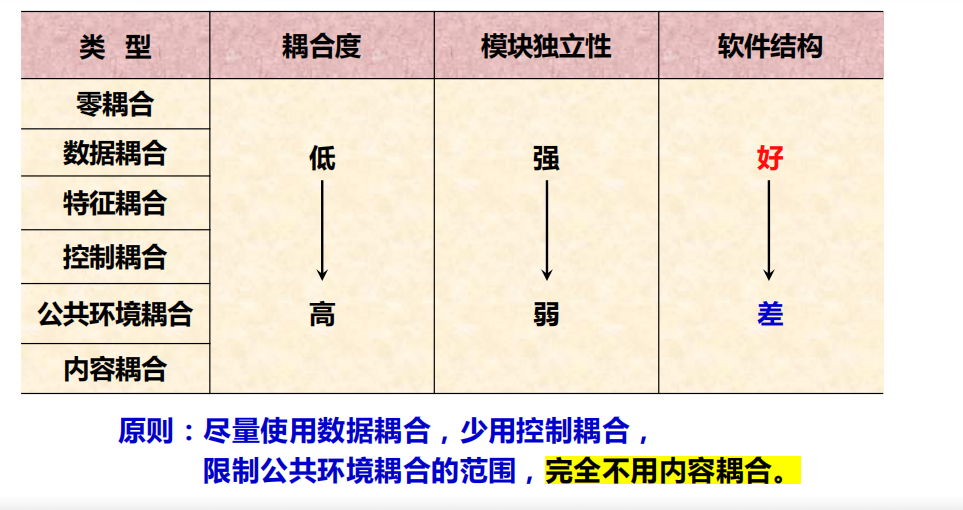 类 型 耦合度 模块独立性 软件结构
零耦合
数据耦合 低 强 好
特征耦合
控制耦合
公共环境耦合 高 弱 差
内容耦合
原则：尽量使用数据耦合，少用控制耦合，
限制公共环境耦合的范围，完全不用内容耦合。